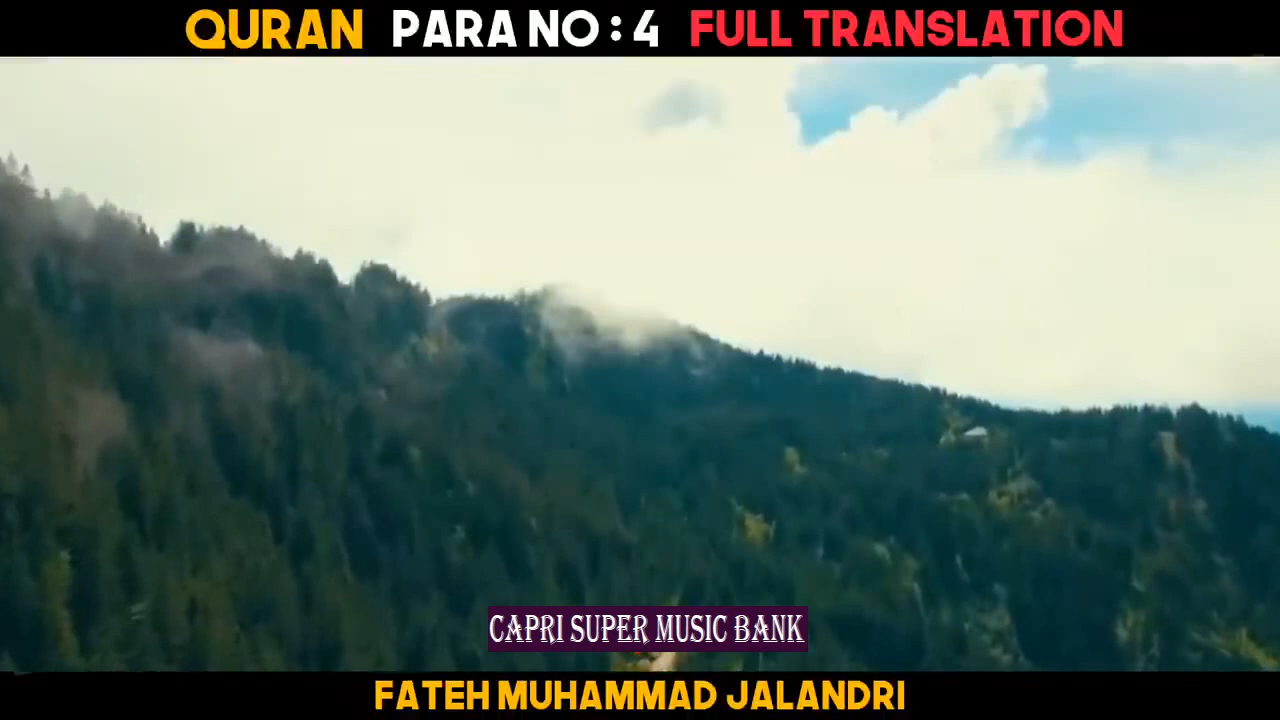 QURAN PARA NO : 4 FULL TRANSLATION
CAPRI SUPER MUSIC BANK
FATEH MUHAMMAD JALANDRI